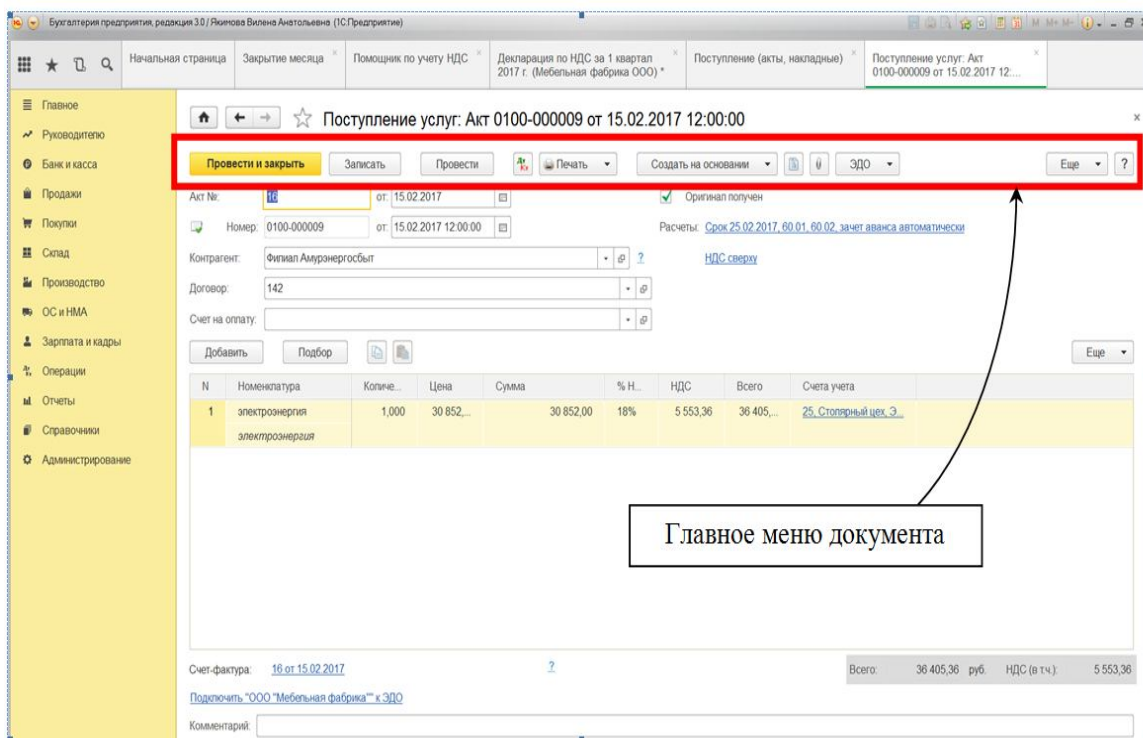 Бухгалтерия предприятия, редакция 3.0 / Якимова Вилена Анатольевна (1С:Предприятие)
M M+ M-
Начальная страница
Закрытие месяца
Помощник по учету НДС
Декларация по НДС за 1 квартал
2017 г. (Мебельная фабрика ООО) *
Поступление (акты, накладные)
Поступление услуг: Акт
0100-000009 от 15.02.2017 12:...
Главное
Руководителю
Банк и касса
Продажи
Покупки
Склад
Производство
ОС и НМА
Зарплата и кадры
Операции
Отчеты
Справочники
Администрирование
Поступление услуг: Акт 0100-000009 от 15.02.2017 12:00:00
Провести и закрыть Записать Провести Дт Кт Печать Создать на основании ЭДО Еще ?
Акт №: 16 от: 15.02.2017 Оригинал получен
Номер: 0100-000009 от: 15.02.2017 12:00:00 Расчеты: Срок 25.02.2017, 60.01, 60.02, зачет аванса автоматически
Контрагент: Филиал Амурэнергосбыт ? НДС сверху
Договор: 142
Счет на оплату:
Добавить Подбор Еще
N Номенклатура Количе... Цена Сумма % Н... НДС Всего Счета учета
1 электроэнергия 1,000 30 852,... 30 852,00 18% 5 553,36 36 405,... 25, Столярный цех, Э...
электроэнергия
Главное меню документа
Счет-фактура: 16 от 15.02.2017 ? Всего: 36 405,36 руб. НДС (в т.ч.): 5 553,36
Подключить "ООО "Мебельная фабрика"" к ЭДО
Комментарий: